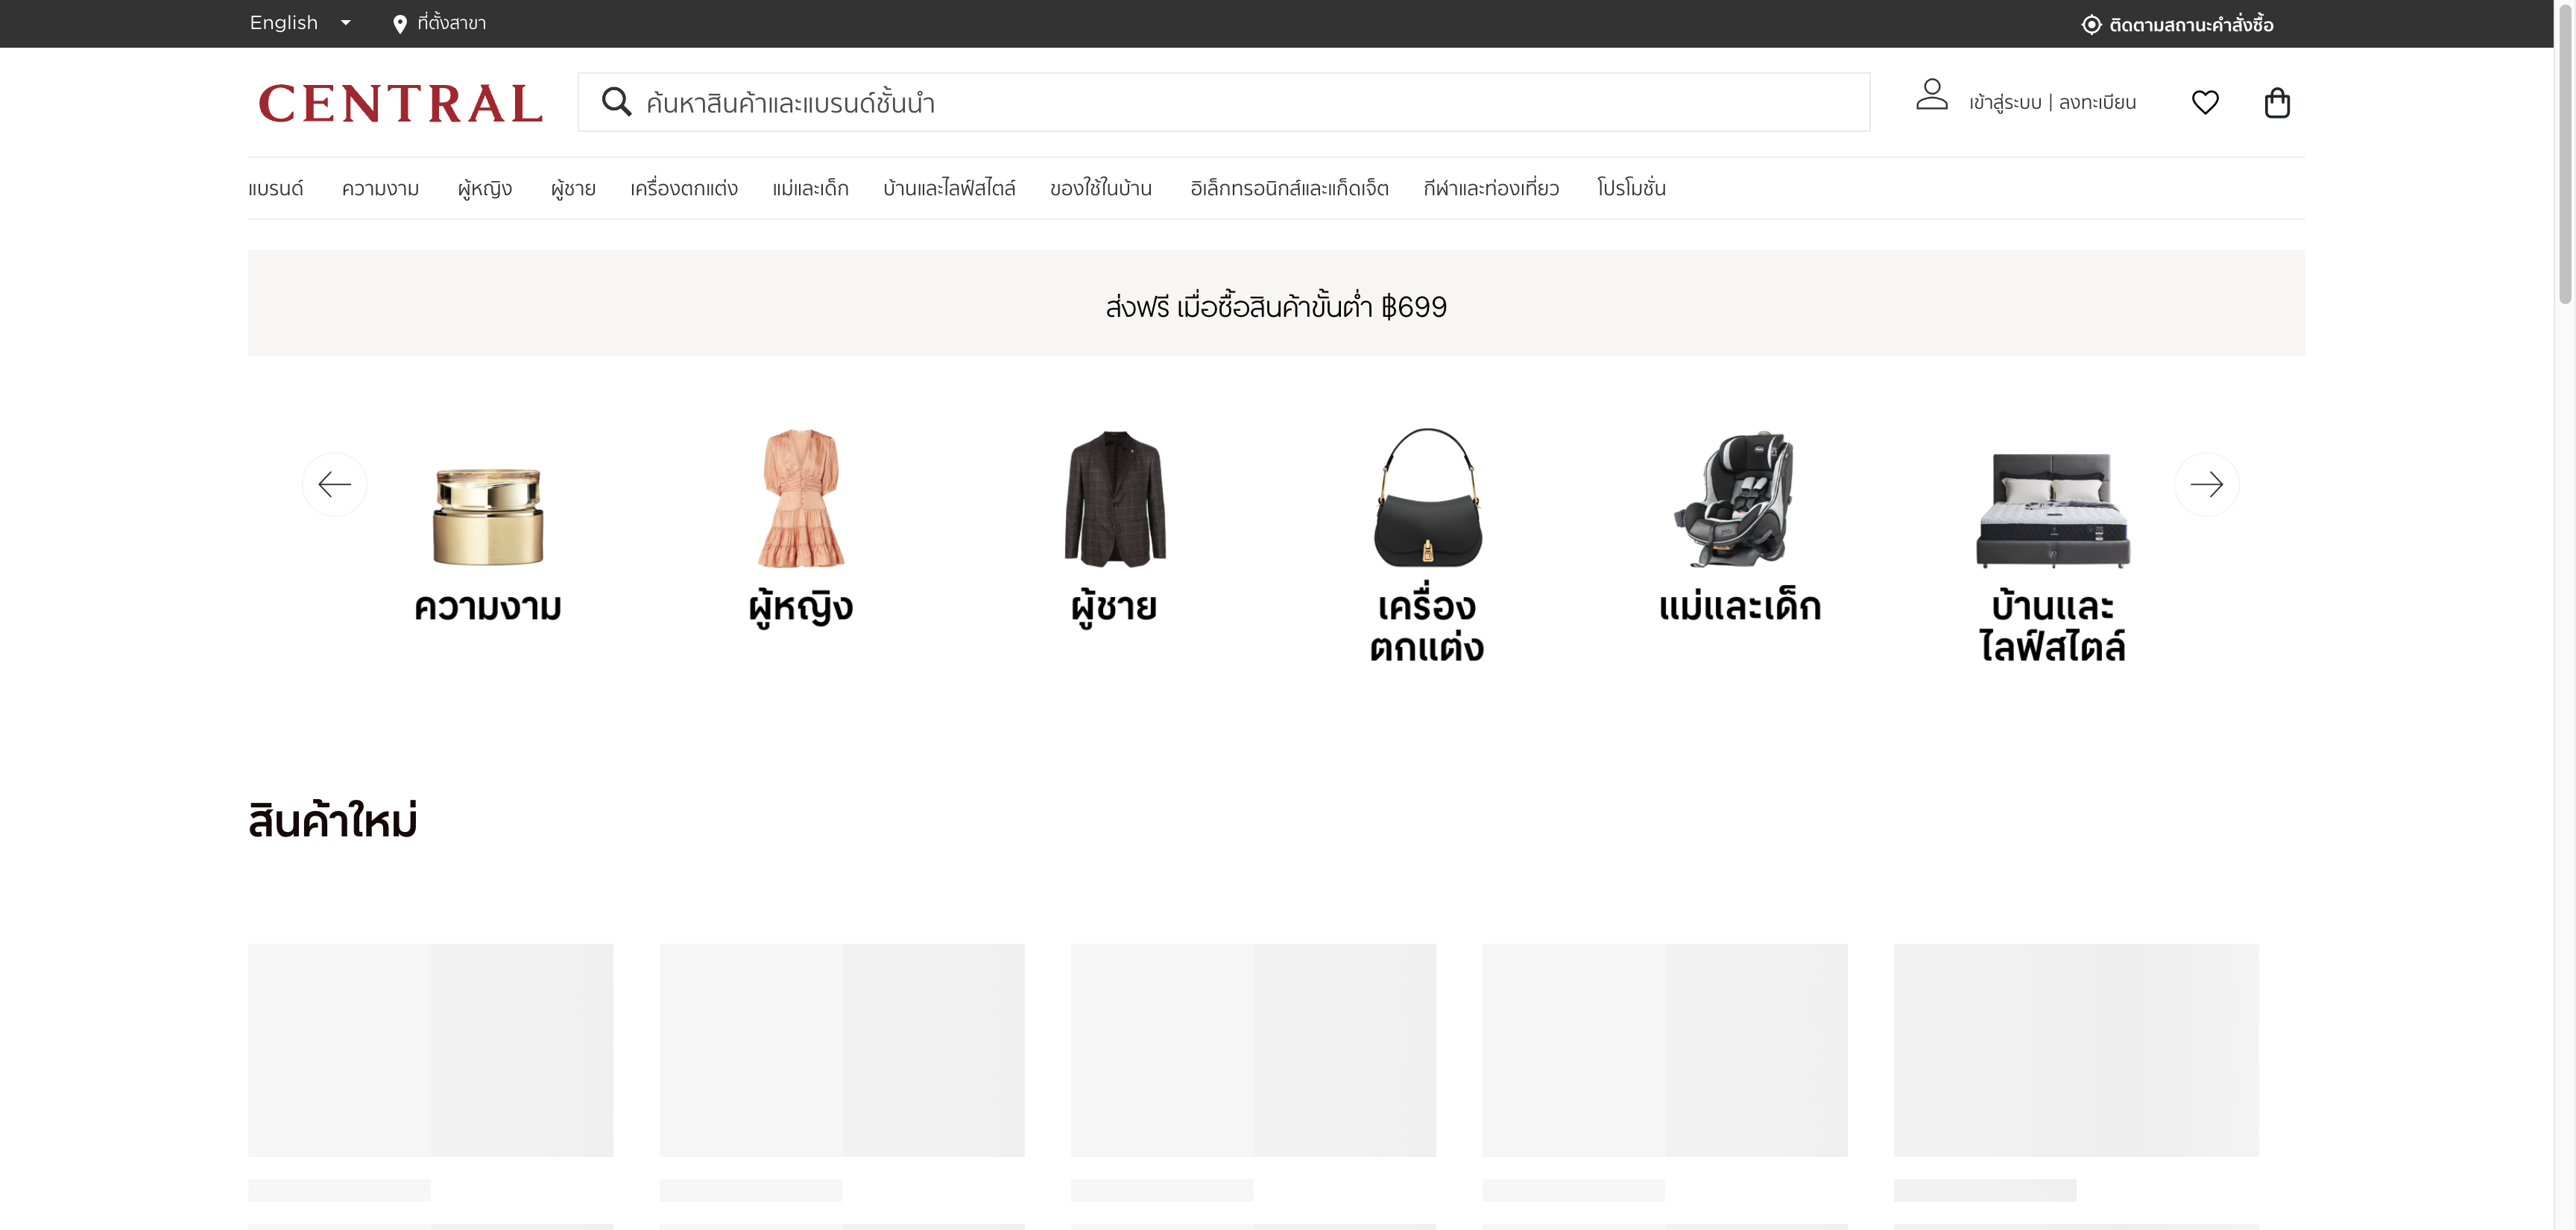 English
ที่ตั้งสาขา
ติดตามสถานะคำสั่งซื้อ
CENTRAL
ค้นหาสินค้าและแบรนด์ชั้นนำ
เข้าสู่ระบบ | ลงทะเบียน
แบรนด์ ความงาม ผู้หญิง ผู้ชาย เครื่องตกแต่ง แม่และเด็ก บ้านและไลฟ์สไตล์ ของใช้ในบ้าน อิเล็กทรอนิกส์และแก็ดเจ็ต กีฬาและท่องเที่ยว โปรโมชั่น
ส่งฟรี เมื่อซื้อสินค้าขั้นต่ำ ฿699
ความงาม
ผู้หญิง
ผู้ชาย
เครื่อง
ตกแต่ง
แม่และเด็ก
บ้านและ
ไลฟ์สไตล์
สินค้าใหม่